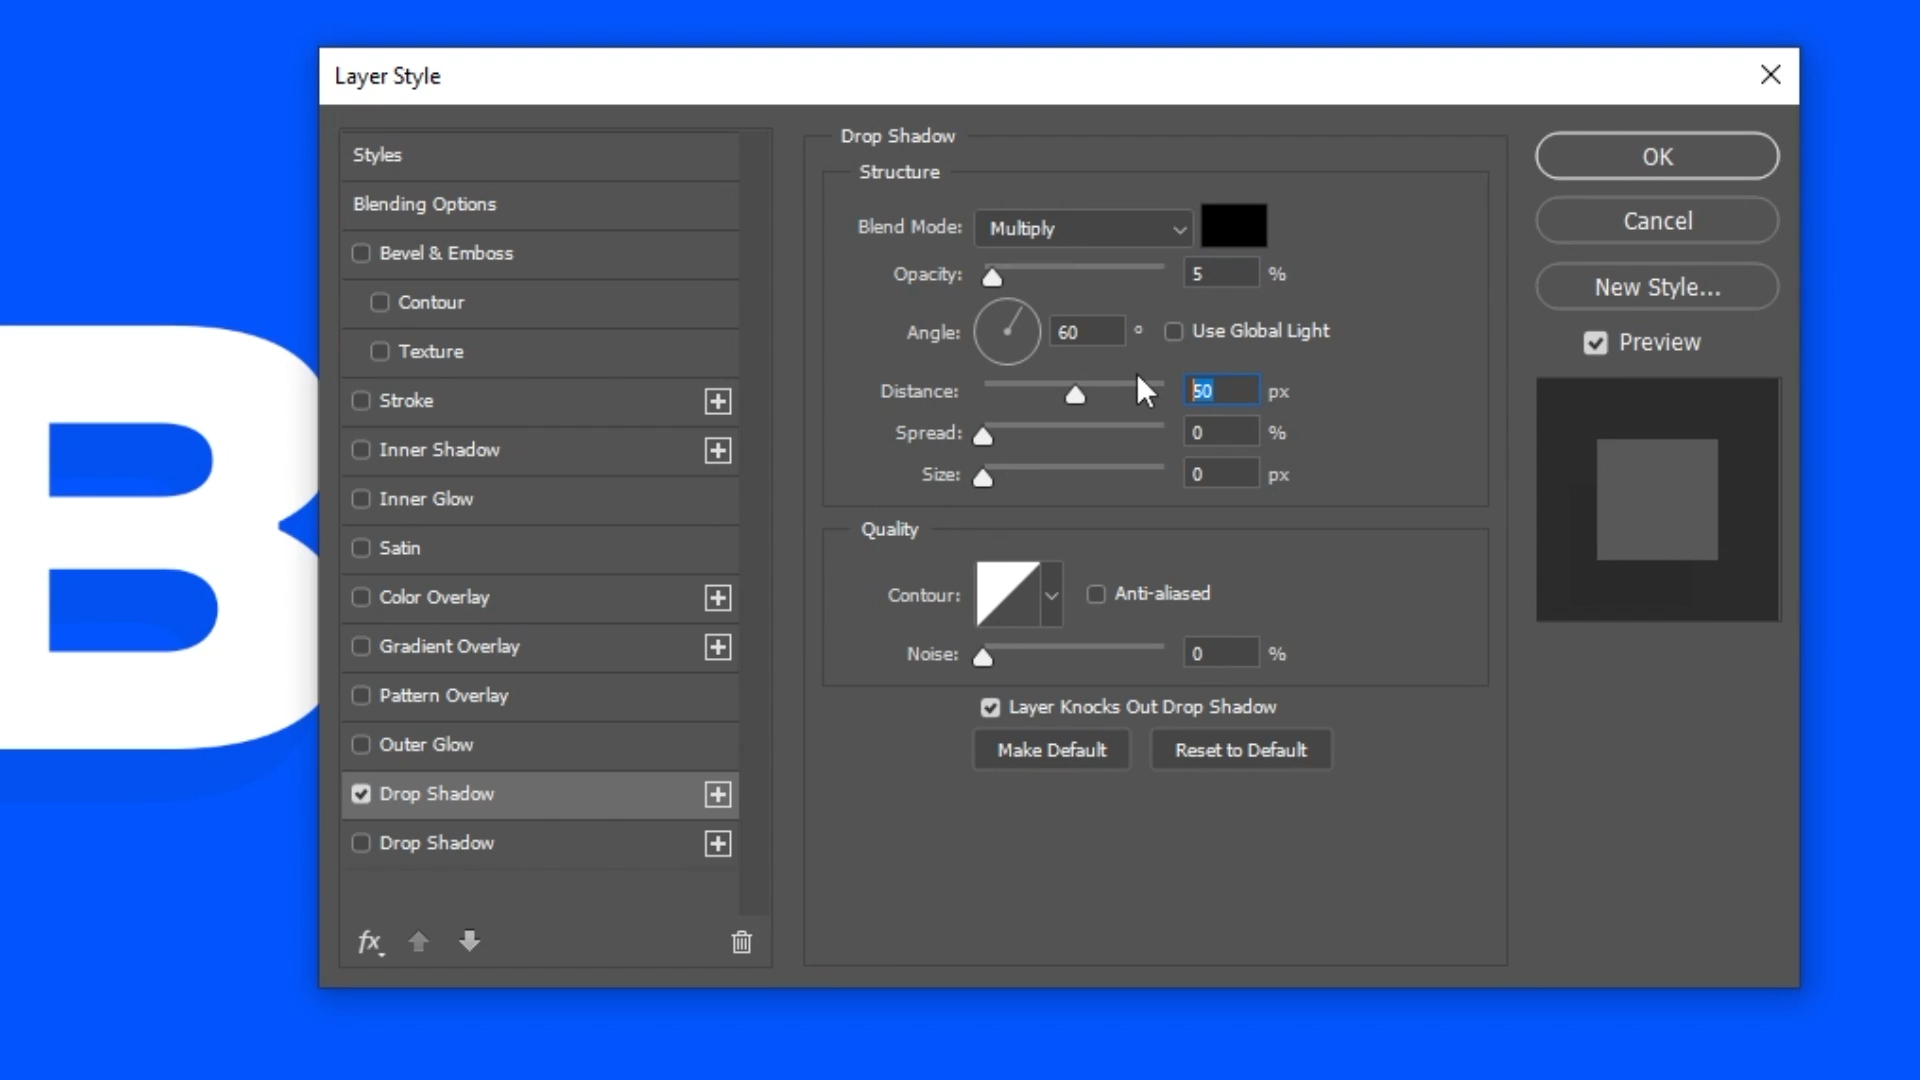 Layer Style
Styles
Blending Options
Bevel & Emboss
Contour
Texture
Stroke
Inner Shadow
Inner Glow
Satin
Color Overlay
Gradient Overlay
Pattern Overlay
Outer Glow
Drop Shadow
Drop Shadow
fx
Drop Shadow
Structure
Blend Mode: Multiply
Opacity: 5 %
Angle: 60 ° Use Global Light
Distance: 50 px
Spread: 0 %
Size: 0 px
Quality
Contour: Anti-aliased
Noise: 0 %
Layer Knocks Out Drop Shadow
Make Default Reset to Default
OK
Cancel
New Style...
Preview
B